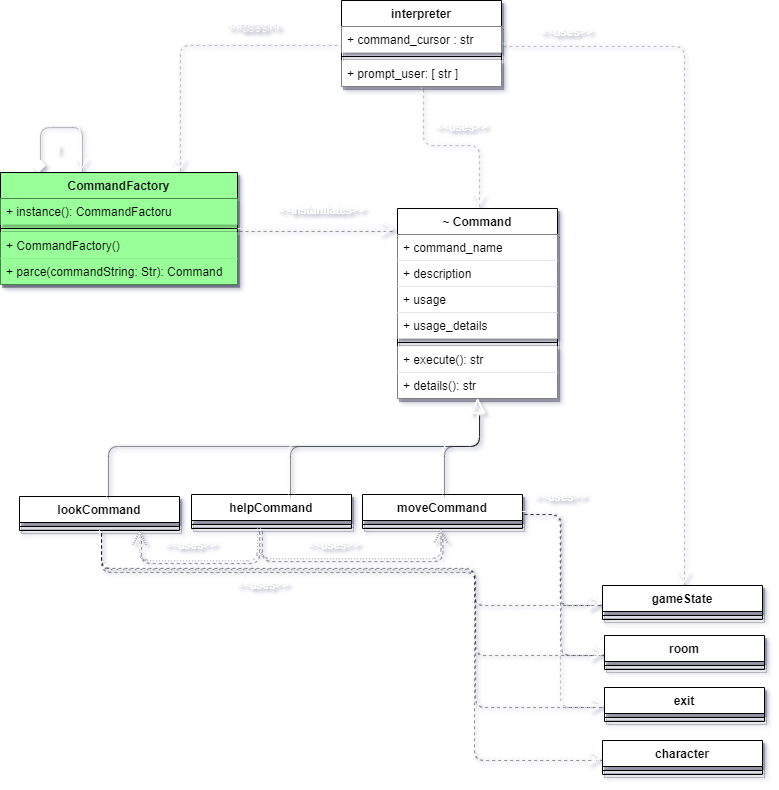 interpreter
+ command_cursor : str
+ prompt_user: [ str ]
<<uses>>
<<uses>>
<<uses>>
1
CommandFactory
+ instance(): CommandFactoru
+ CommandFactory()
+ parce(commandString: Str): Command
<<instantiates>>
~ Command
+ command_name
+ description
+ usage
+ usage_details
+ execute(): str
+ details(): str
lookCommand
helpCommand
moveCommand
<<uses>>
<<uses>>
<<uses>>
<<uses>>
gameState
room
exit
character